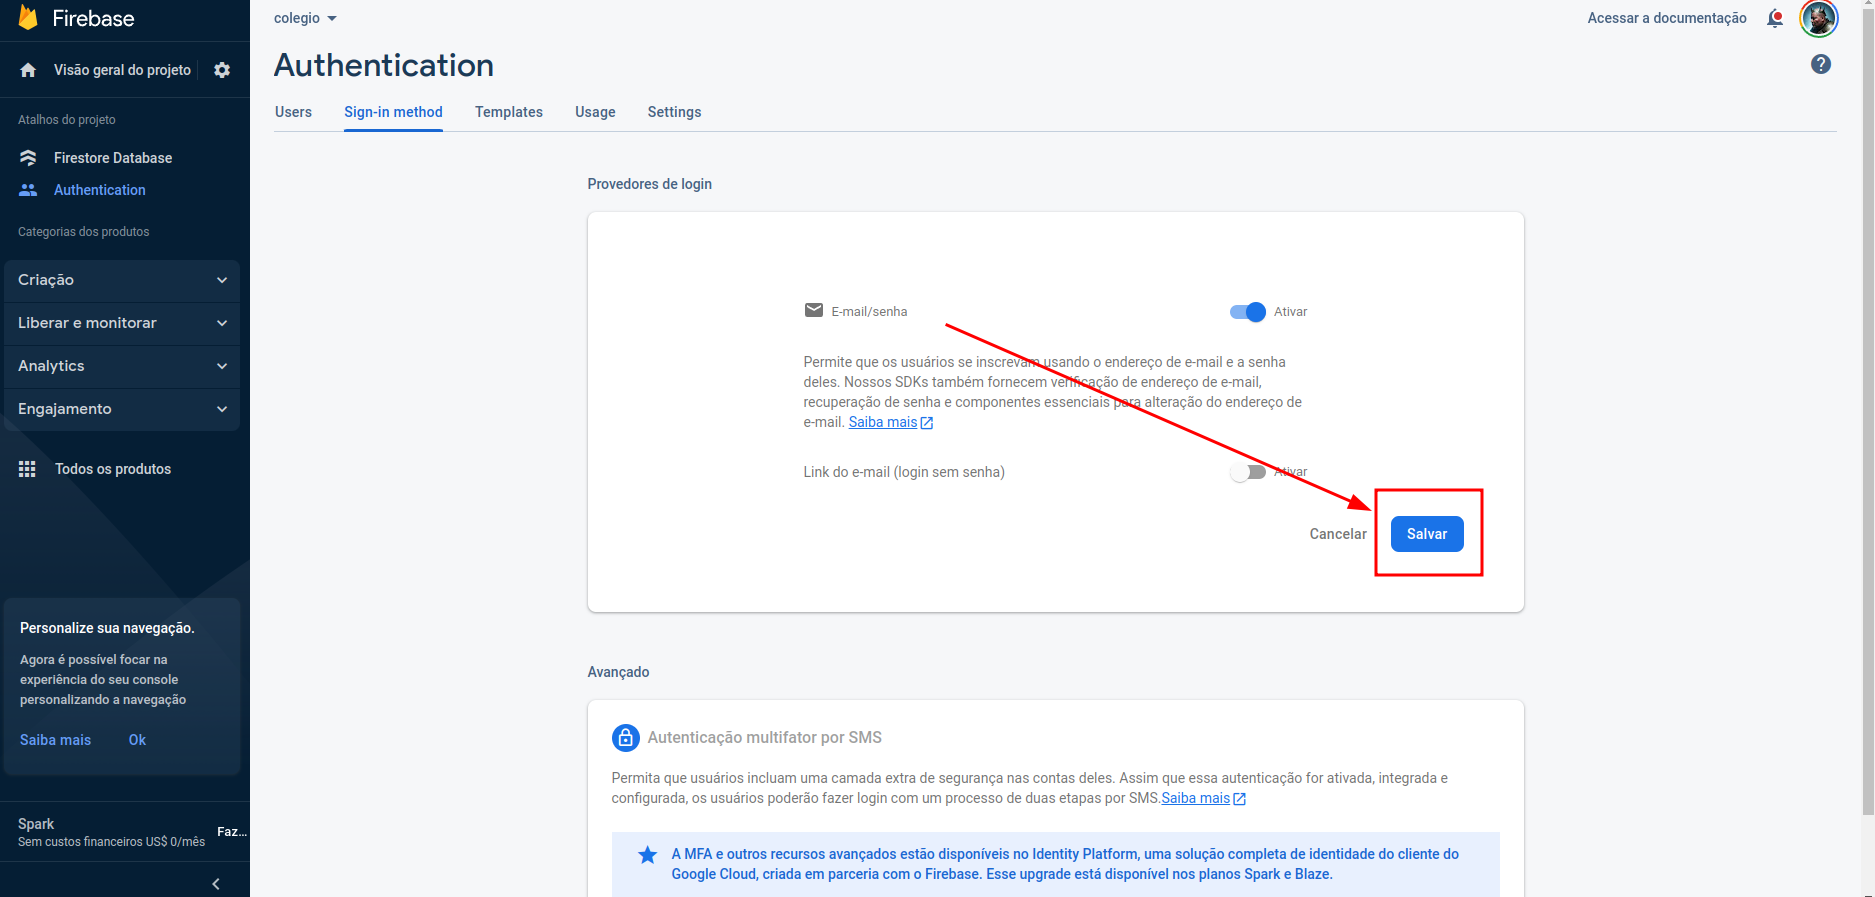 Firebase
Visão geral do projeto
Atalhos do projeto
Firestore Database
Authentication
Categorias dos produtos
Criação
Liberar e monitorar
Analytics
Engajamento
Todos os produtos
Personalize sua navegação.
Agora é possível focar na
experiência do seu console
personalizando a navegação
Saiba mais Ok
Spark
Sem custos financeiros US$ 0/mês Faz...
colegio
Acessar a documentação
Authentication
Users Sign-in method Templates Usage Settings
Provedores de login
E-mail/senha Ativar
Permite que os usuários se inscrevam usando o endereço de e-mail e a senha
deles. Nossos SDKs também fornecem verificação de endereço de e-mail,
recuperação de senha e componentes essenciais para alteração do endereço de
e-mail. Saiba mais
Link do e-mail (login sem senha) Ativar
Cancelar Salvar
Avançado
Autenticação multifator por SMS
Permita que usuários incluam uma camada extra de segurança nas contas deles. Assim que essa autenticação for ativada, integrada e
configurada, os usuários poderão fazer login com um processo de duas etapas por SMS.Saiba mais
A MFA e outros recursos avançados estão disponíveis no Identity Platform, uma solução completa de identidade do cliente do
Google Cloud, criada em parceria com o Firebase. Esse upgrade está disponível nos planos Spark e Blaze.